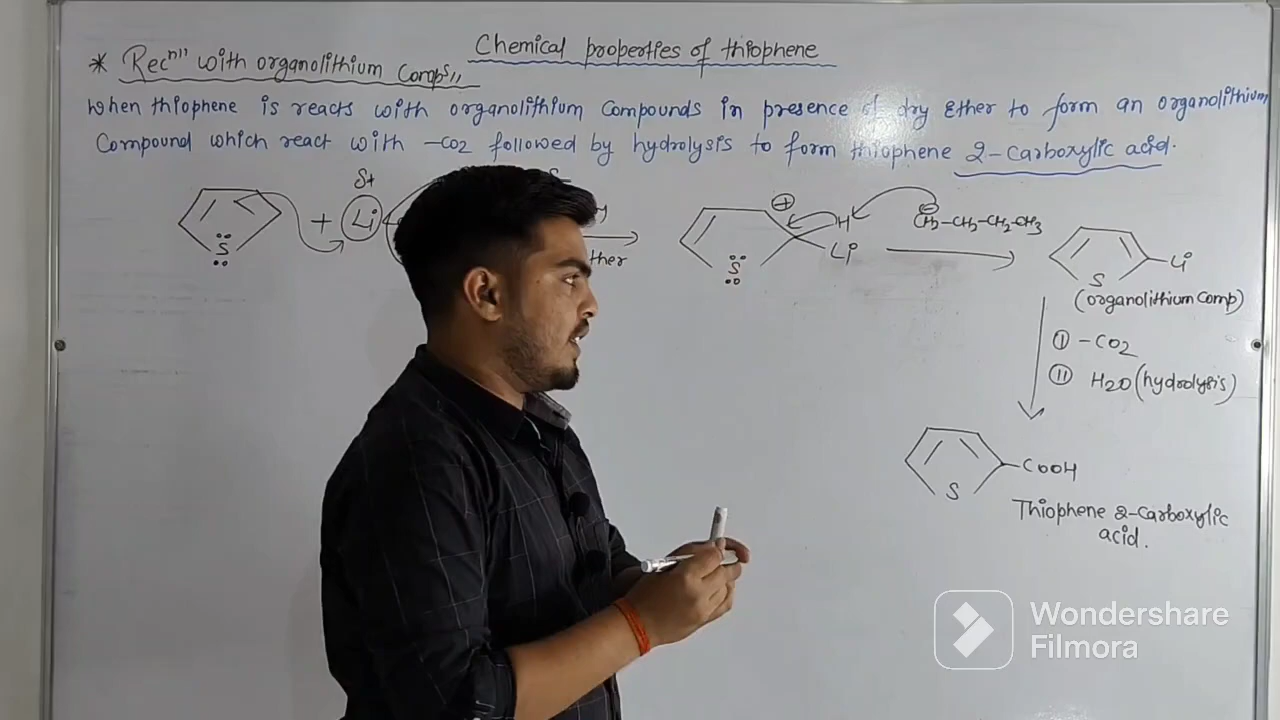 Chemical properties of thiophene
* Recⁿ" with organolithium Comps,,
When thiophene is reacts with organolithium Compounds in presence of dry Ether to form an organolithium
Compound which react with -CO2 followed by hydrolysis to form thiophene 2-Carboxylic acid.
δ+ δ-
S + Li ther
S ⊕ H Li
⊖ CH2-CH2-CH2-CH3
S Li
(organolithium Comp)
I -CO2
II H2O (hydrolysis)
S COOH
Thiophene 2-Carboxylic
acid.
Wondershare
Filmora